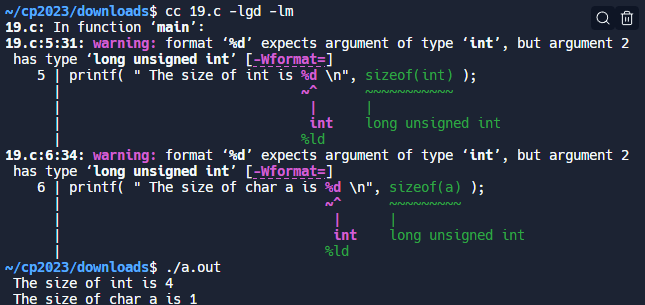 ~/cp2023/downloads$ cc 19.c -lgd -lm
19.c: In function ‘main’:
19.c:5:31: warning: format ‘%d’ expects argument of type ‘int’, but argument 2
has type ‘long unsigned int’ [-Wformat=]
    5 | printf( " The size of int is %d \n", sizeof(int) );
      |                              ~^      ~~~~~~~~~~~
      |                               |      |
      |                               int    long unsigned int
      |                              %ld
19.c:6:34: warning: format ‘%d’ expects argument of type ‘int’, but argument 2
has type ‘long unsigned int’ [-Wformat=]
    6 | printf( " The size of char a is %d \n", sizeof(a) );
      |                                 ~^      ~~~~~~~~~
      |                                  |      |
      |                                  int    long unsigned int
      |                                 %ld
~/cp2023/downloads$ ./a.out
 The size of int is 4
 The size of char a is 1